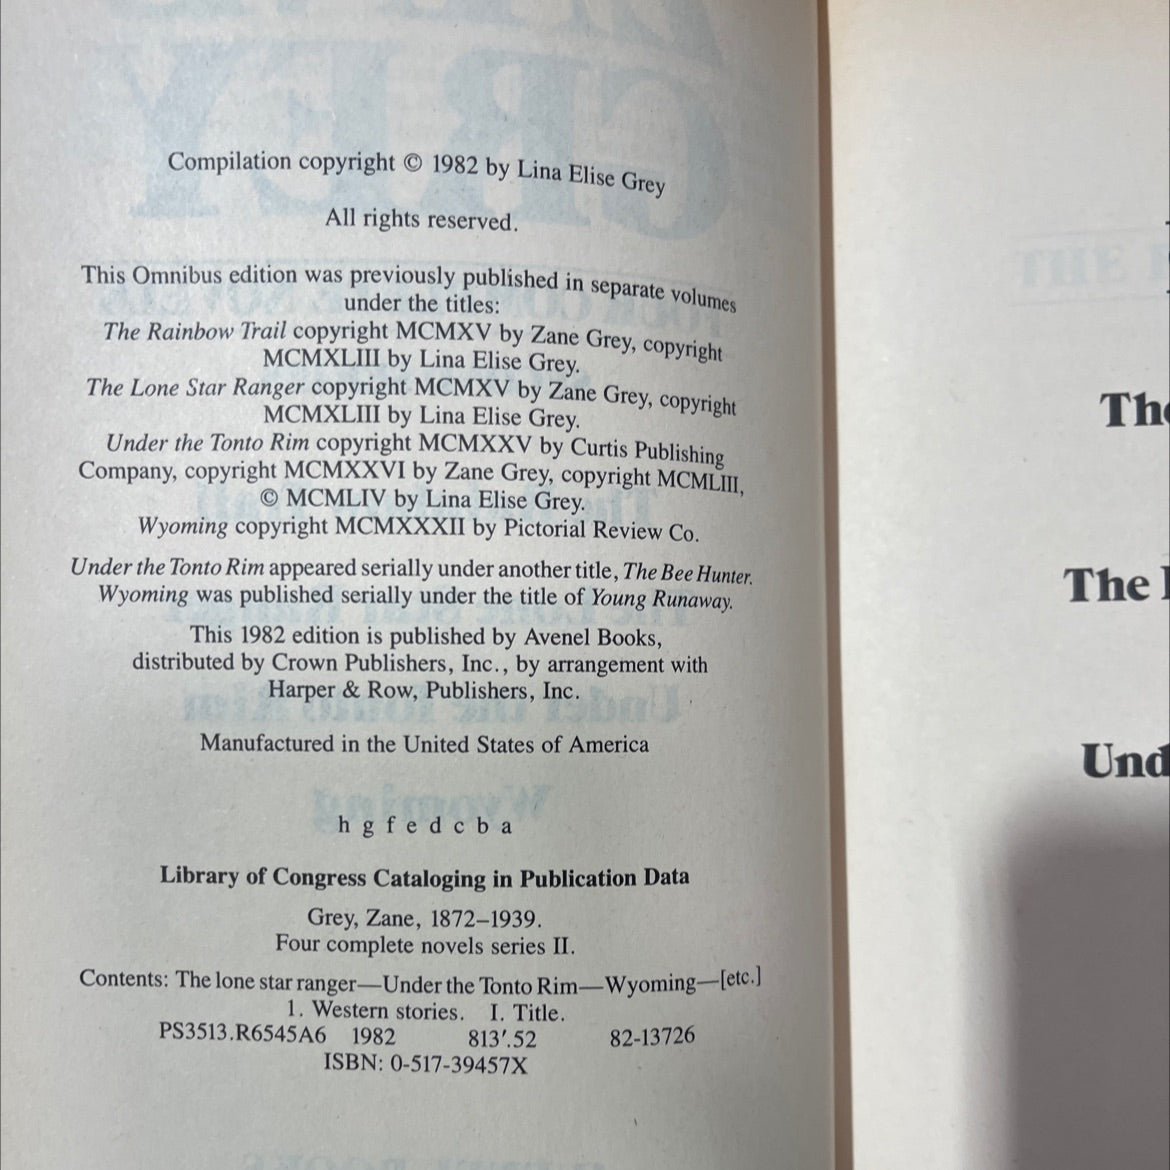 Compilation copyright © 1982 by Lina Elise Grey
All rights reserved.
This Omnibus edition was previously published in separate volumes
under the titles:
The Rainbow Trail copyright MCMXV by Zane Grey, copyright
MCMXLIII by Lina Elise Grey.
The Lone Star Ranger copyright MCMXV by Zane Grey, copyright
MCMXLIII by Lina Elise Grey.
Under the Tonto Rim copyright MCMXXV by Curtis Publishing
Company, copyright MCMXXVI by Zane Grey, copyright MCMLIII,
© MCMLIV by Lina Elise Grey.
Wyoming copyright MCMXXXII by Pictorial Review Co.
Under the Tonto Rim appeared serially under another title, The Bee Hunter.
Wyoming was published serially under the title of Young Runaway.
This 1982 edition is published by Avenel Books,
distributed by Crown Publishers, Inc., by arrangement with
Harper & Row, Publishers, Inc.
Manufactured in the United States of America
h g f e d c b a
Library of Congress Cataloging in Publication Data
Grey, Zane, 1872–1939.
Four complete novels series II.
Contents: The lone star ranger—Under the Tonto Rim—Wyoming—[etc.]
1. Western stories. I. Title.
PS3513.R6545A6 1982 813′.52 82-13726
ISBN: 0-517-39457X
The
The
Und